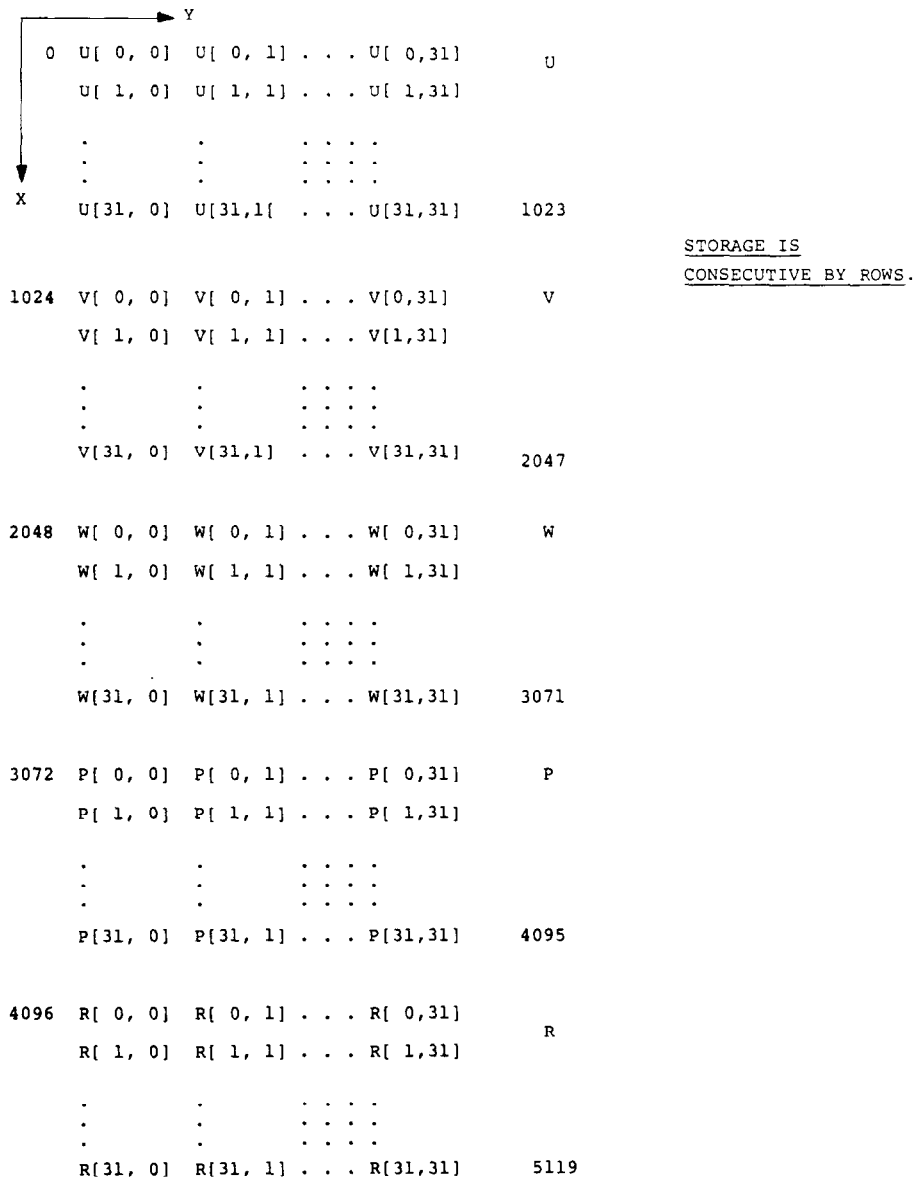 Y
0 U[ 0, 0] U[ 0, 1] . . . U[ 0,31] U
U[ 1, 0] U[ 1, 1] . . . U[ 1,31]
. . . . . .
. . . . . .
. . . . . .
X
U[31, 0] U[31,1[ . . . U[31,31] 1023
STORAGE IS
CONSECUTIVE BY ROWS.
1024 V[ 0, 0] V[ 0, 1] . . . V[0,31] V
V[ 1, 0] V[ 1, 1] . . . V[1,31]
. . . . . .
. . . . . .
. . . . . .
V[31, 0] V[31,1] . . . V[31,31] 2047
2048 W[ 0, 0] W[ 0, 1] . . . W[ 0,31] W
W[ 1, 0] W[ 1, 1] . . . W[ 1,31]
. . . . . .
. . . . . .
. . . . . .
W[31, 0] W[31, 1] . . . W[31,31] 3071
3072 P[ 0, 0] P[ 0, 1] . . . P[ 0,31] P
P[ 1, 0] P[ 1, 1] . . . P[ 1,31]
. . . . . .
. . . . . .
. . . . . .
P[31, 0] P[31, 1] . . . P[31,31] 4095
4096 R[ 0, 0] R[ 0, 1] . . . R[ 0,31]
R
R[ 1, 0] R[ 1, 1] . . . R[ 1,31]
. . . . . .
. . . . . .
. . . . . .
R[31, 0] R[31, 1] . . . R[31,31] 5119